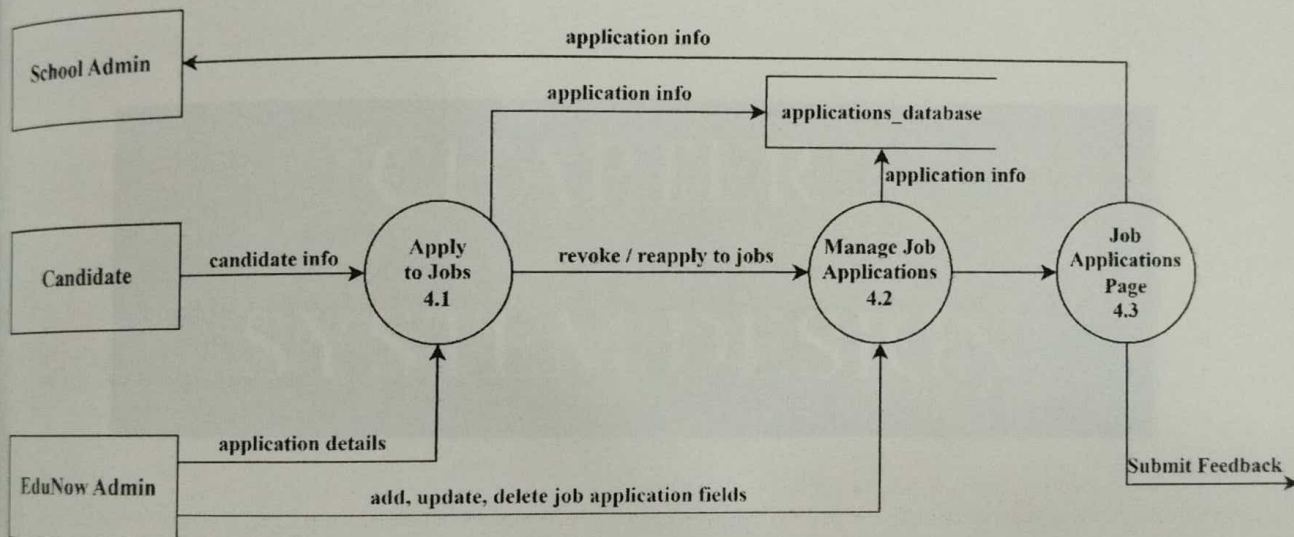 application info
School Admin
application info
applications_database
application info
Apply
to Jobs
4.1
Manage Job
Applications
4.2
Job
Applications
Page
4.3
candidate info
revoke / reapply to jobs
Candidate
application details
Submit Feedback
EduNow Admin
add, update, delete job application fields